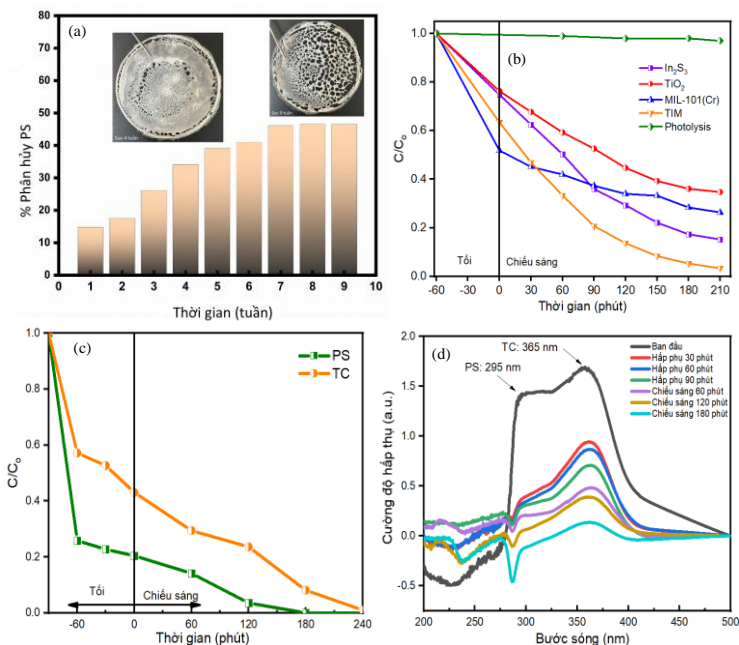 (a)
% Phân hủy PS
80
70
60
50
40
30
20
10
0
Sau 4 tuần
Sau 8 tuần
0 1 2 3 4 5 6 7 8 9 10
Thời gian (tuần)
(b)
C/Co
1.0
0.8
0.6
0.4
0.2
0.0
In2S3
TiO2
MIL-101(Cr)
TIM
Photolysis
Tối
Chiếu sáng
-60 -30 0 30 60 90 120 150 180 210
Thời gian (phút)
(c)
C/Co
1.0
0.8
0.6
0.4
0.2
0.0
PS
TC
Tối
Chiếu sáng
-60 0 60 120 180 240
Thời gian (phút)
(d)
Cường độ hấp thụ (a.u.)
2.0
1.5
1.0
0.5
0.0
-0.5
TC: 365 nm
PS: 295 nm
Ban đầu
Hấp phụ 30 phút
Hấp phụ 60 phút
Hấp phụ 90 phút
Chiếu sáng 60 phút
Chiếu sáng 120 phút
Chiếu sáng 180 phút
200 250 300 350 400 450 500
Bước sóng (nm)